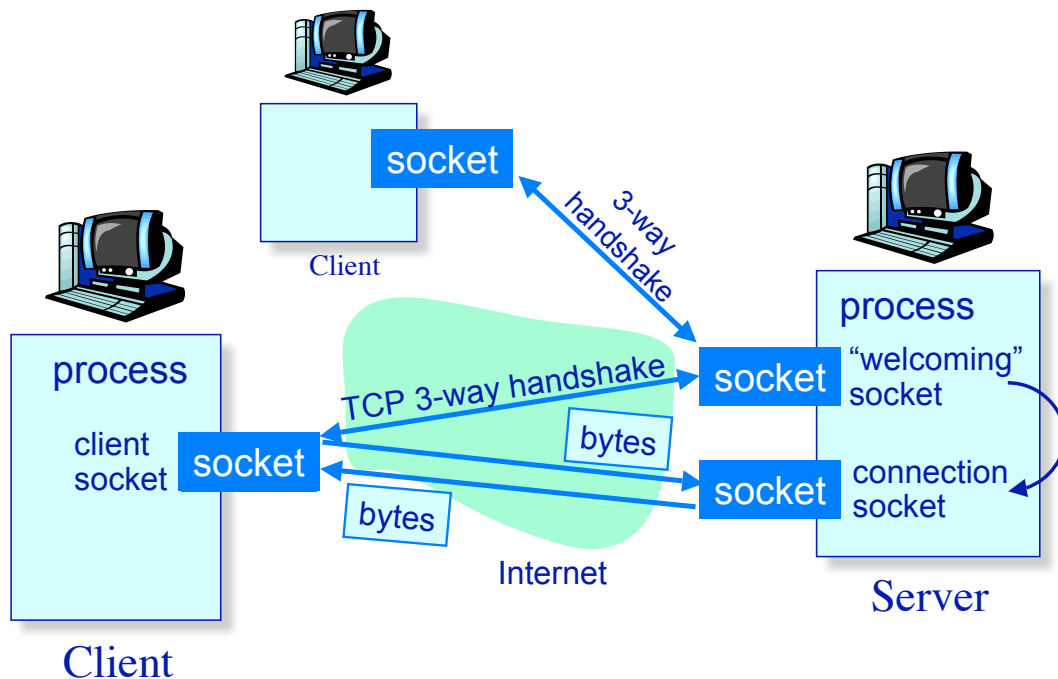 socket
Client
3-way
handshake
process
client
socket
socket
Client
TCP 3-way handshake
bytes
bytes
Internet
process
socket
“welcoming”
socket
socket
connection
socket
Server